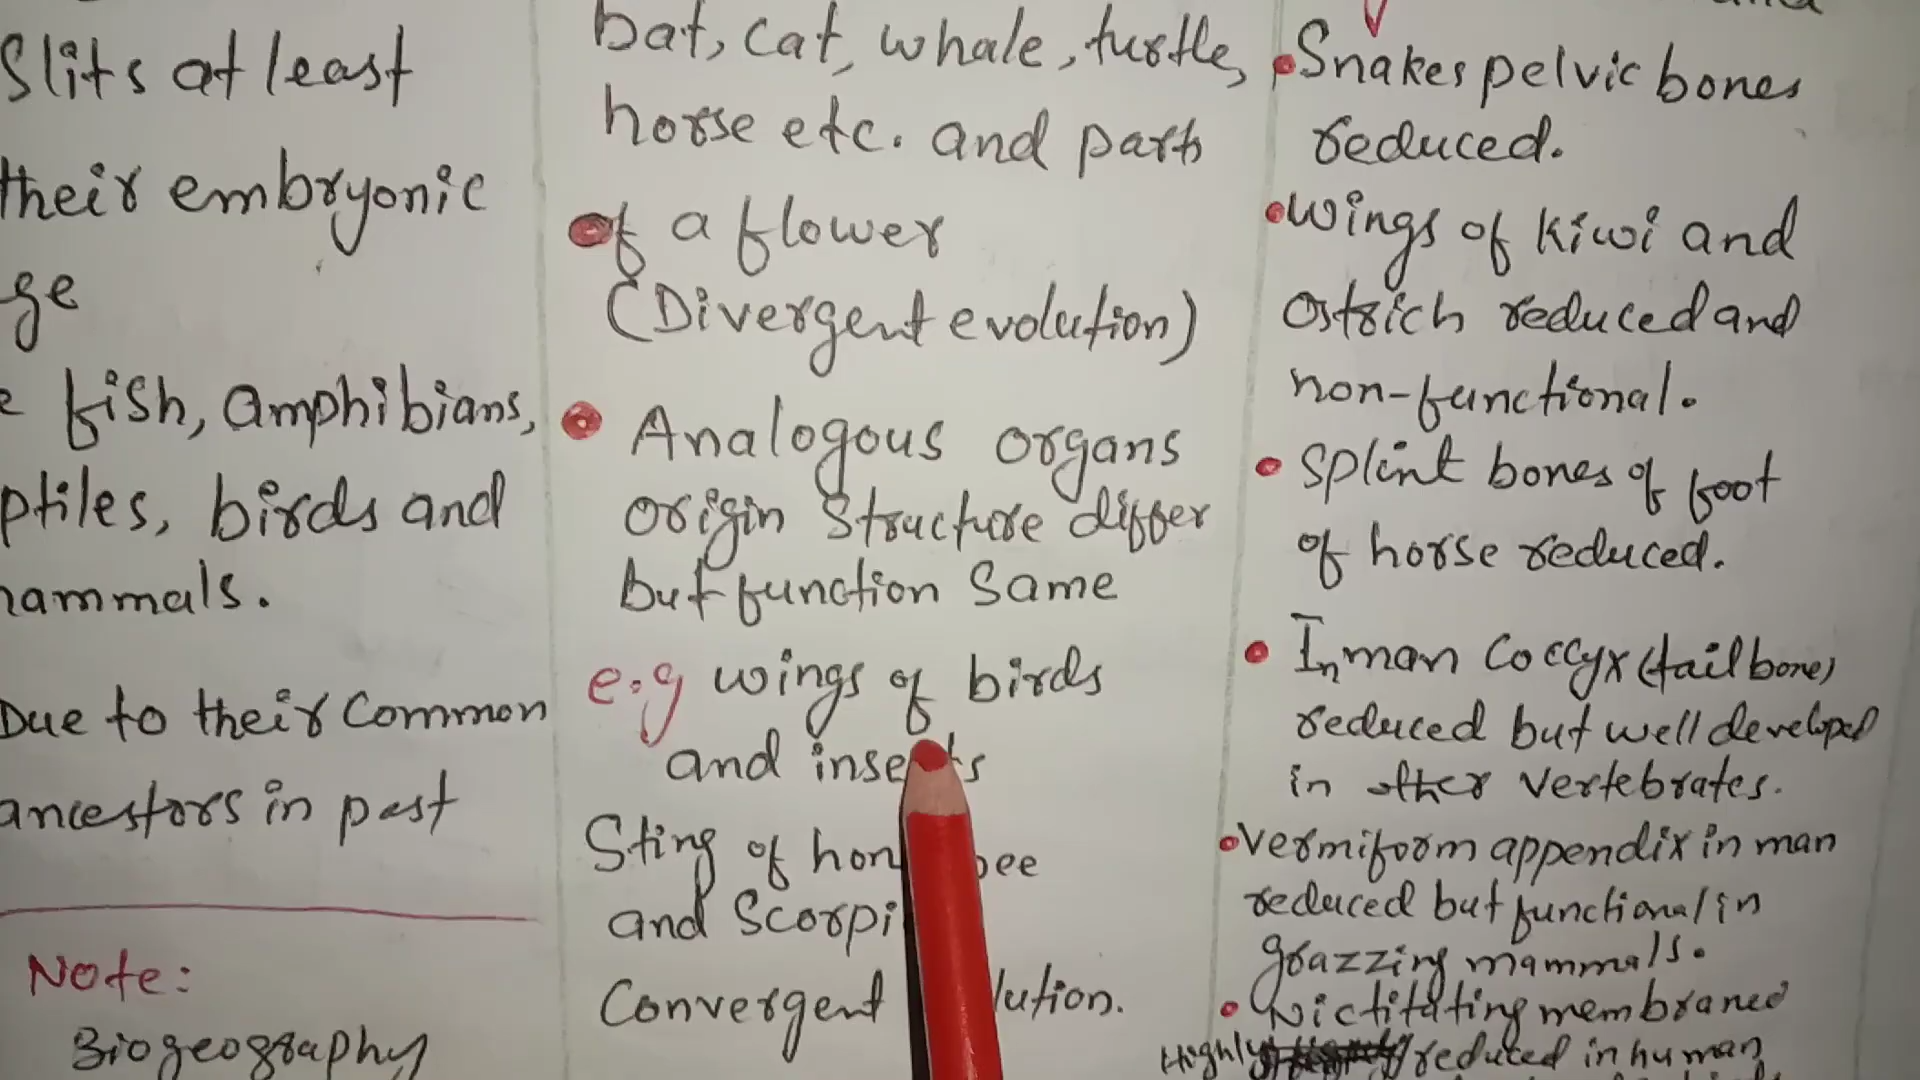 Slits at least
their embryonic
ge
fish, amphibians,
ptiles, birds and
nammals.
Due to their common
ancestors in past
Note:
Biogeography
bat, cat, whale, turtle,
horse etc. and parts
of a flower
(Divergent evolution)
Analogous organs
origin structure differ
but function same
e.g wings of birds
and insects
Sting of honey bee
and Scorpi
Convergent lution.
Snakes pelvic bones
reduced.
wings of kiwi and
Ostrich reduced and
non-functional.
splint bones of foot
of horse reduced.
In man coccyx (tail bone)
reduced but well developed
in other vertebrates.
vermiform appendix in man
reduced but functional in
grazzing mammals.
Nictitating membraned
Highly reduced in human